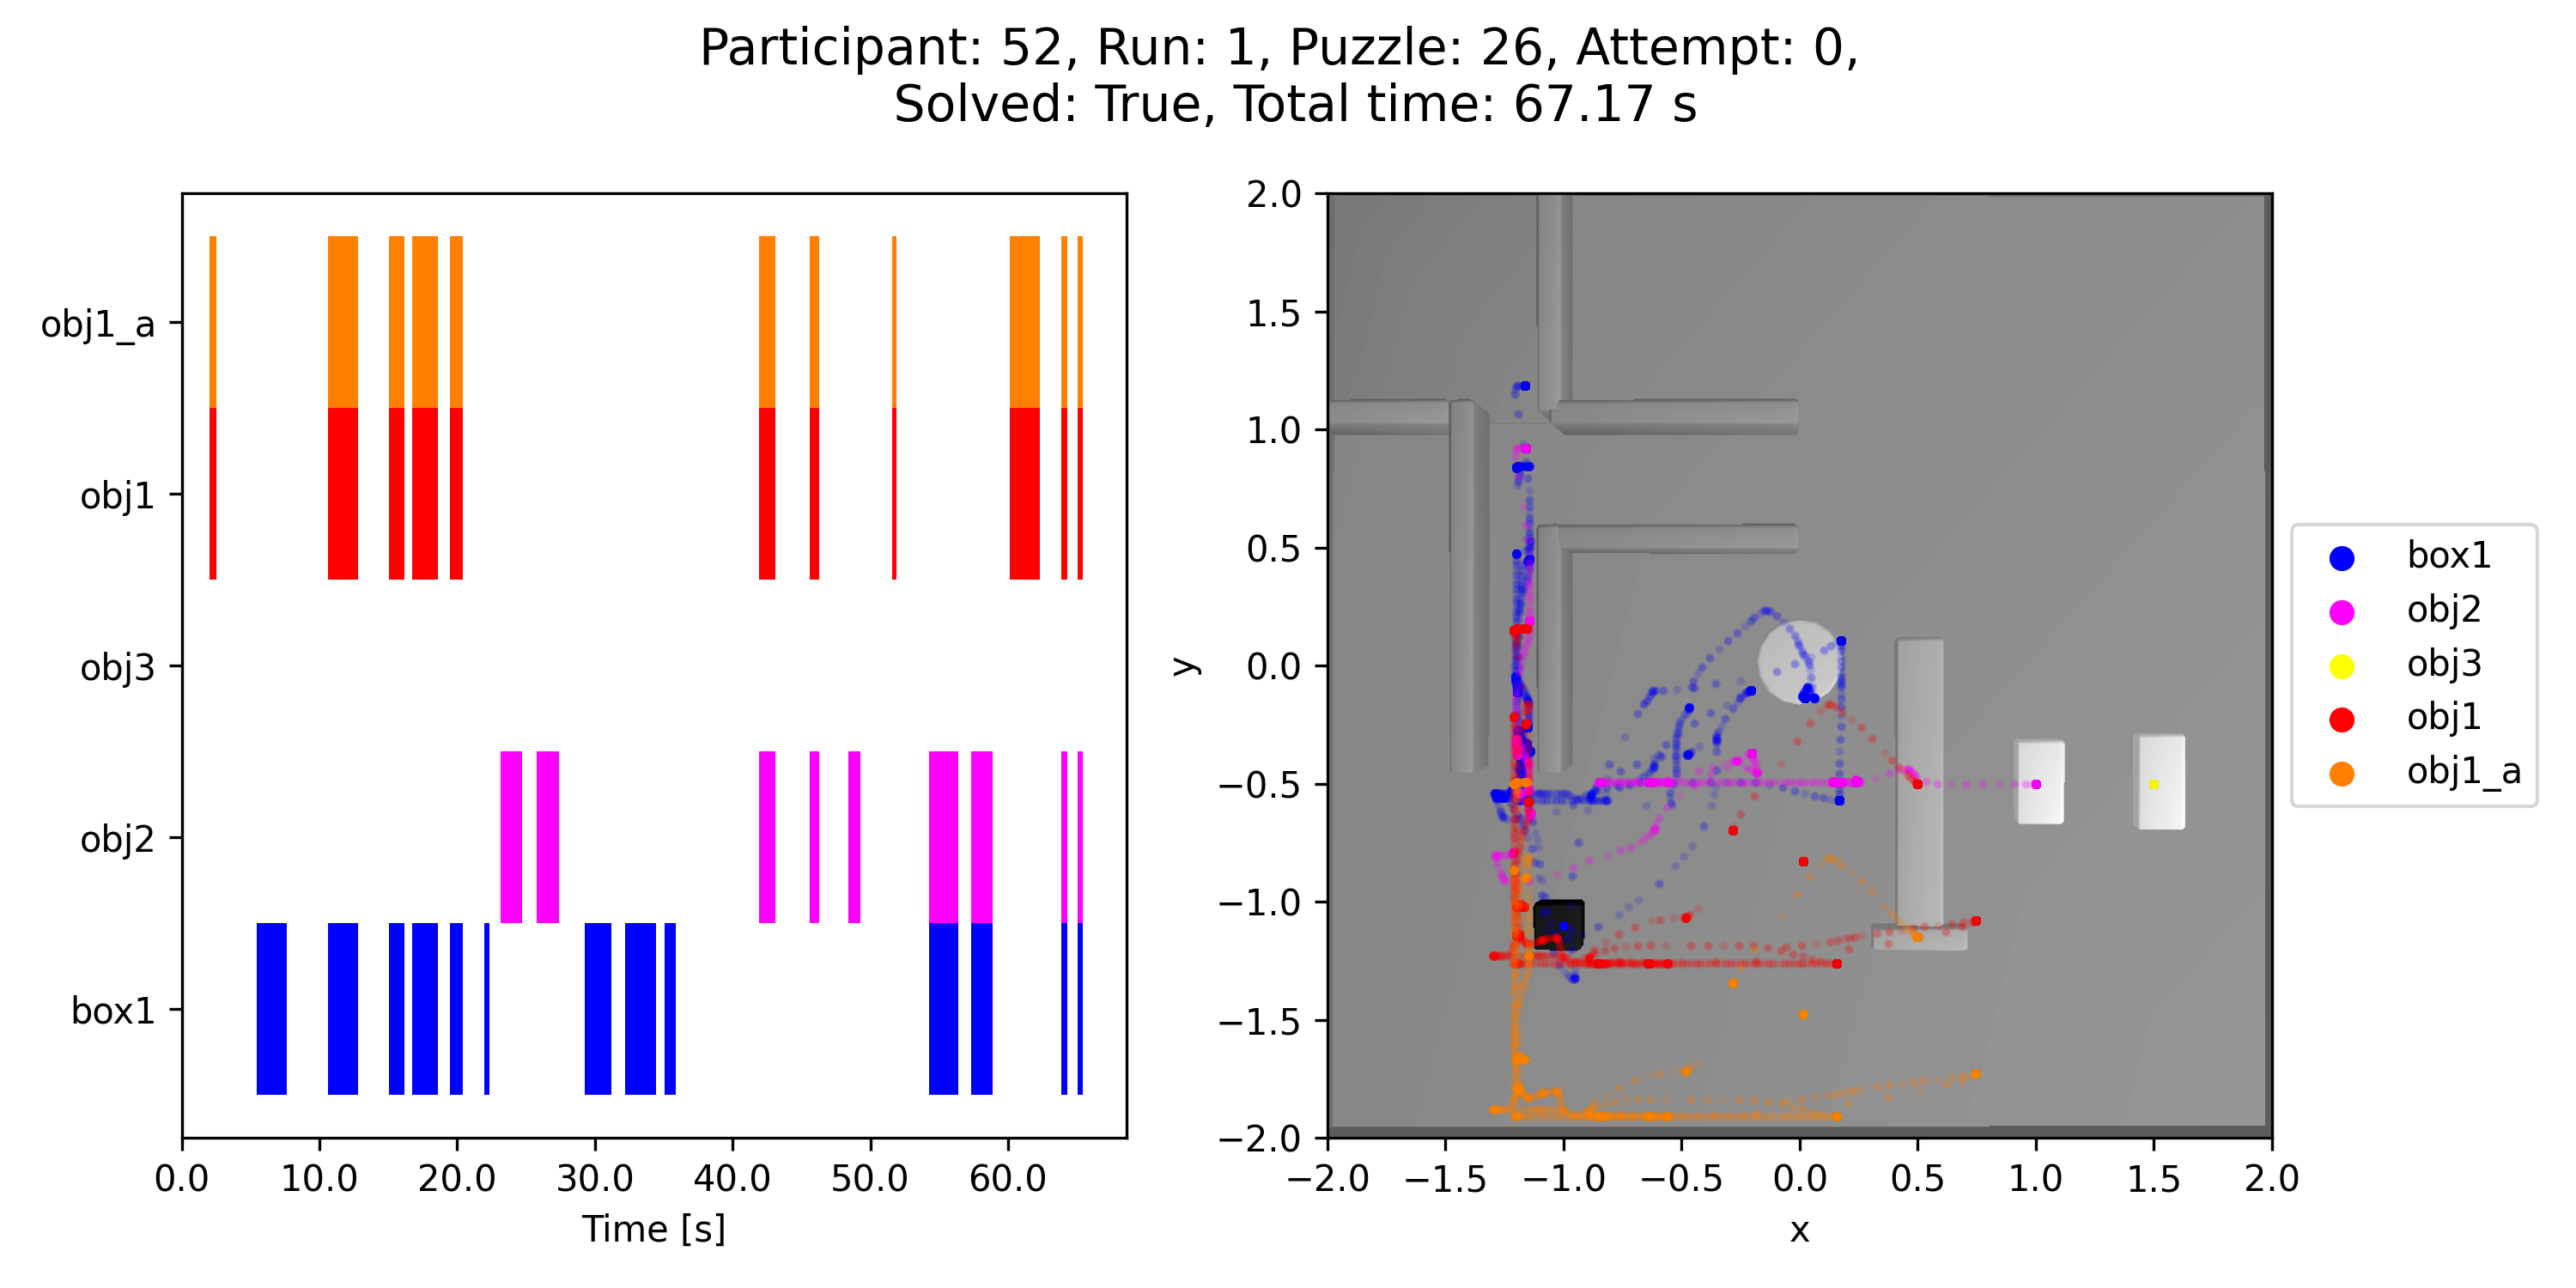 Participant: 52, Run: 1, Puzzle: 26, Attempt: 0,
Solved: True, Total time: 67.17 s
obj1_a
obj1
obj3
obj2
box1
0.0 10.0 20.0 30.0 40.0 50.0 60.0
Time [s]
2.0
1.5
1.0
0.5
0.0
−0.5
−1.0
−1.5
−2.0
y
−2.0 −1.5 −1.0 −0.5 0.0 0.5 1.0 1.5 2.0
x
box1
obj2
obj3
obj1
obj1_a